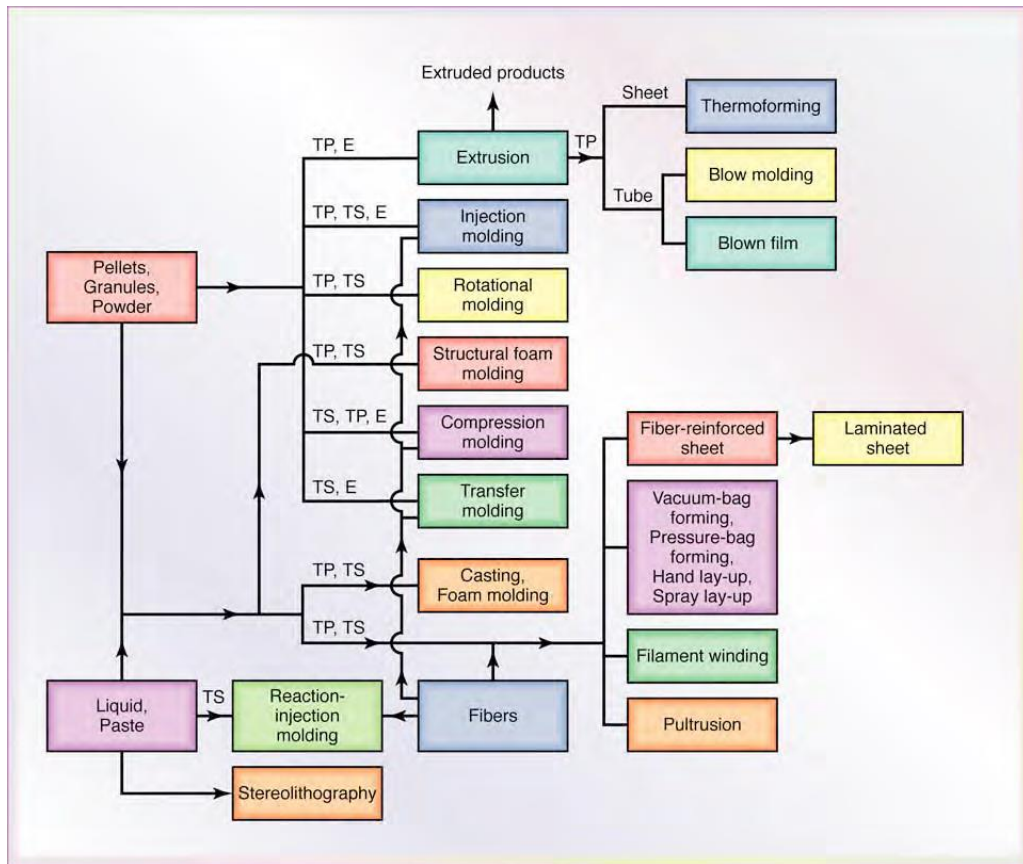 Extruded products
Sheet
Thermoforming
TP, E
Extrusion
TP
Blow molding
Tube
TP, TS, E
Injection
molding
Blown film
Pellets,
Granules,
Powder
TP, TS
Rotational
molding
TP, TS
Structural foam
molding
TS, TP, E
Compression
molding
Fiber-reinforced
sheet
Laminated
sheet
TS, E
Transfer
molding
Vacuum-bag
forming,
Pressure-bag
forming,
Hand lay-up,
Spray lay-up
TP, TS
Casting,
Foam molding
TP, TS
Filament winding
Liquid,
Paste
TS
Reaction-
injection
molding
Fibers
Pultrusion
Stereolithography